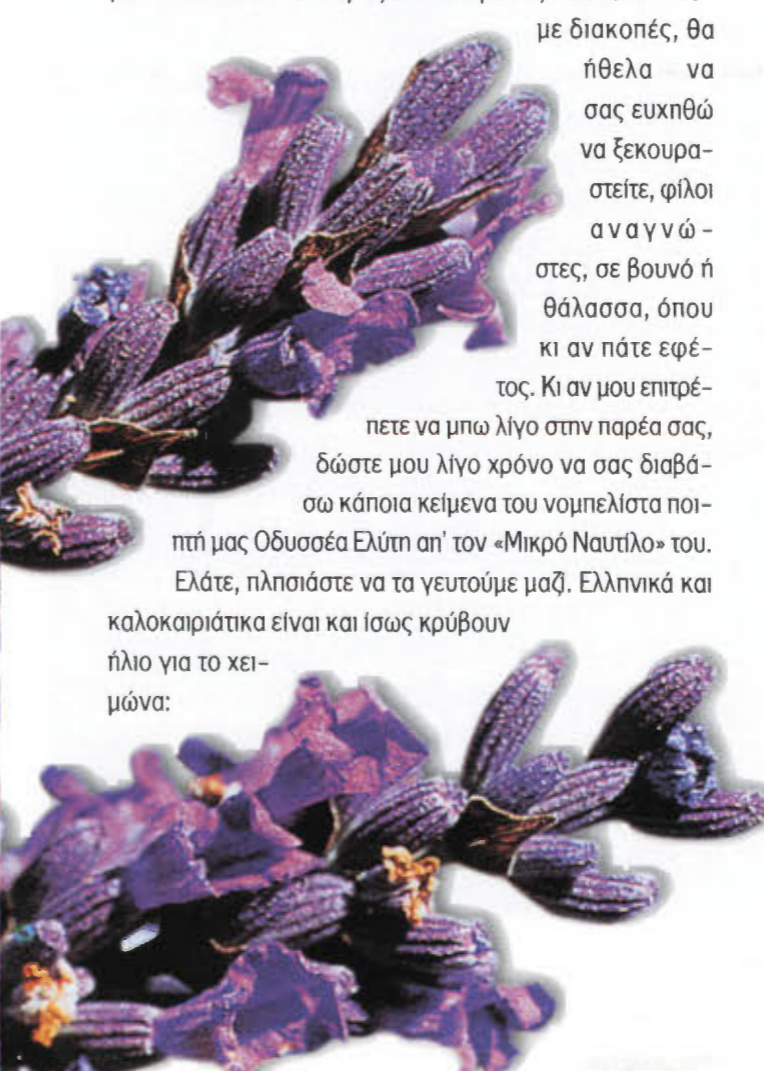 με διακοπές, θα
ήθελα να
σας ευχηθώ
να ξεκουρα-
στείτε, φίλοι
αναγνώ-
στες, σε βουνό ή
θάλασσα, όπου
κι αν πάτε εφέ-
τος. Κι αν μου επιτρέ-
πετε να μπω λίγο στην παρέα σας,
δώστε μου λίγο χρόνο να σας διαβά-
σω κάποια κείμενα του νομπελίστα ποι-
ητή μας Οδυσσέα Ελύτη απ' τον «Μικρό Ναυτίλο» του.
Ελάτε, πλησιάστε να τα γευτούμε μαζί. Ελληνικά και
καλοκαιριάτικα είναι και ίσως κρύβουν
ήλιο για το χει-
μώνα: